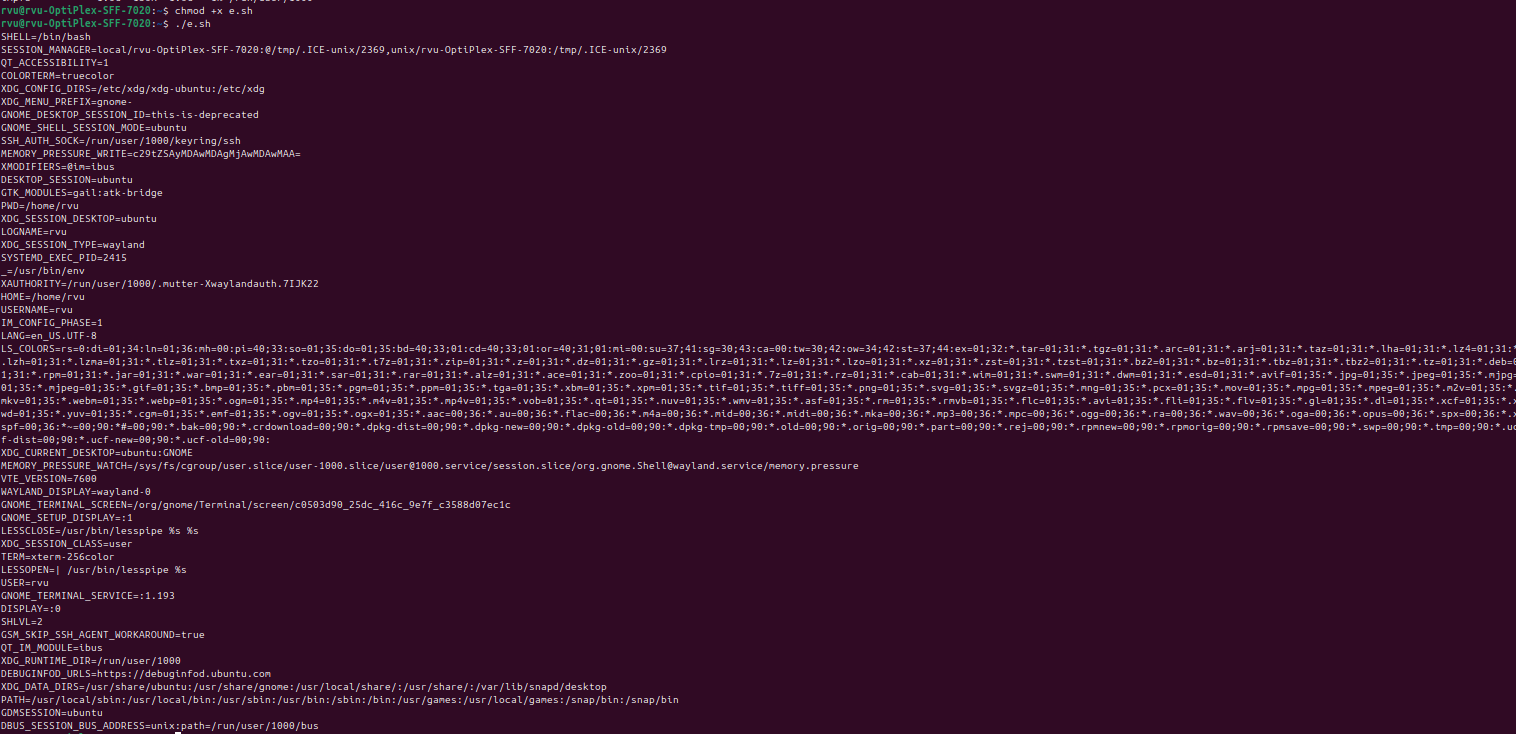 rvu@rvu-OptiPlex-SFF-7020:~$ chmod +x e.sh
rvu@rvu-OptiPlex-SFF-7020:~$ ./e.sh
SHELL=/bin/bash
SESSION_MANAGER=local/rvu-OptiPlex-SFF-7020:@/tmp/.ICE-unix/2369,unix/rvu-OptiPlex-SFF-7020:/tmp/.ICE-unix/2369
QT_ACCESSIBILITY=1
COLORTERM=truecolor
XDG_CONFIG_DIRS=/etc/xdg/xdg-ubuntu:/etc/xdg
XDG_MENU_PREFIX=gnome-
GNOME_DESKTOP_SESSION_ID=this-is-deprecated
GNOME_SHELL_SESSION_MODE=ubuntu
SSH_AUTH_SOCK=/run/user/1000/keyring/ssh
MEMORY_PRESSURE_WRITE=c29tZSAyMDAwMDAgMjAwMDAwMAA=
XMODIFIERS=@im=ibus
DESKTOP_SESSION=ubuntu
GTK_MODULES=gail:atk-bridge
PWD=/home/rvu
XDG_SESSION_DESKTOP=ubuntu
LOGNAME=rvu
XDG_SESSION_TYPE=wayland
SYSTEMD_EXEC_PID=2415
_=/usr/bin/env
XAUTHORITY=/run/user/1000/.mutter-Xwaylandauth.7IJK22
HOME=/home/rvu
USERNAME=rvu
IM_CONFIG_PHASE=1
LANG=en_US.UTF-8
LS_COLORS=rs=0:di=01;34:ln=01;36:mh=00:pi=40;33:so=01;35:do=01;35:bd=40;33;01:cd=40;33;01:or=40;31;01:mi=00:su=37;41:sg=30;43:ca=00:tw=30;42:ow=34;42:st=37;44:ex=01;32:*.tar=01;31:*.tgz=01;31:*.arc=01;31:*.arj=01;31:*.taz=01;31:*.lha=01;31:*.lz4=01;31:*
.lzh=01;31:*.lzma=01;31:*.tlz=01;31:*.txz=01;31:*.tzo=01;31:*.t7z=01;31:*.zip=01;31:*.z=01;31:*.dz=01;31:*.gz=01;31:*.lrz=01;31:*.lz=01;31:*.lzo=01;31:*.xz=01;31:*.zst=01;31:*.tzst=01;31:*.bz2=01;31:*.bz=01;31:*.tbz=01;31:*.tbz2=01;31:*.tz=01;31:*.deb=0
1;31:*.rpm=01;31:*.jar=01;31:*.war=01;31:*.ear=01;31:*.sar=01;31:*.rar=01;31:*.alz=01;31:*.ace=01;31:*.zoo=01;31:*.cpio=01;31:*.7z=01;31:*.rz=01;31:*.cab=01;31:*.wim=01;31:*.swm=01;31:*.dwm=01;31:*.esd=01;31:*.avif=01;35:*.jpg=01;35:*.jpeg=01;35:*.mjpg=
01;35:*.mjpeg=01;35:*.gif=01;35:*.bmp=01;35:*.pbm=01;35:*.pgm=01;35:*.ppm=01;35:*.tga=01;35:*.xbm=01;35:*.xpm=01;35:*.tif=01;35:*.tiff=01;35:*.png=01;35:*.svg=01;35:*.svgz=01;35:*.mng=01;35:*.pcx=01;35:*.mov=01;35:*.mpg=01;35:*.mpeg=01;35:*.m2v=01;35:*.
mkv=01;35:*.webm=01;35:*.webp=01;35:*.ogm=01;35:*.mp4=01;35:*.m4v=01;35:*.mp4v=01;35:*.vob=01;35:*.qt=01;35:*.nuv=01;35:*.wmv=01;35:*.asf=01;35:*.rm=01;35:*.rmvb=01;35:*.flc=01;35:*.avi=01;35:*.fli=01;35:*.flv=01;35:*.gl=01;35:*.dl=01;35:*.xcf=01;35:*.x
wd=01;35:*.yuv=01;35:*.cgm=01;35:*.emf=01;35:*.ogv=01;35:*.ogx=01;35:*.aac=00;36:*.au=00;36:*.flac=00;36:*.m4a=00;36:*.mid=00;36:*.midi=00;36:*.mka=00;36:*.mp3=00;36:*.mpc=00;36:*.ogg=00;36:*.ra=00;36:*.wav=00;36:*.oga=00;36:*.opus=00;36:*.spx=00;36:*.x
spf=00;36:*~=00;90:*#=00;90:*.bak=00;90:*.crdownload=00;90:*.dpkg-dist=00;90:*.dpkg-new=00;90:*.dpkg-old=00;90:*.dpkg-tmp=00;90:*.old=00;90:*.orig=00;90:*.part=00;90:*.rej=00;90:*.rpmnew=00;90:*.rpmorig=00;90:*.rpmsave=00;90:*.swp=00;90:*.tmp=00;90:*.uc
f-dist=00;90:*.ucf-new=00;90:*.ucf-old=00;90:
XDG_CURRENT_DESKTOP=ubuntu:GNOME
MEMORY_PRESSURE_WATCH=/sys/fs/cgroup/user.slice/user-1000.slice/user@1000.service/session.slice/org.gnome.Shell@wayland.service/memory.pressure
VTE_VERSION=7600
WAYLAND_DISPLAY=wayland-0
GNOME_TERMINAL_SCREEN=/org/gnome/Terminal/screen/c0503d90_25dc_416c_9e7f_c3588d07ec1c
GNOME_SETUP_DISPLAY=:1
LESSCLOSE=/usr/bin/lesspipe %s %s
XDG_SESSION_CLASS=user
TERM=xterm-256color
LESSOPEN=| /usr/bin/lesspipe %s
USER=rvu
GNOME_TERMINAL_SERVICE=:1.193
DISPLAY=:0
SHLVL=2
GSM_SKIP_SSH_AGENT_WORKAROUND=true
QT_IM_MODULE=ibus
XDG_RUNTIME_DIR=/run/user/1000
DEBUGINFOD_URLS=https://debuginfod.ubuntu.com
XDG_DATA_DIRS=/usr/share/ubuntu:/usr/share/gnome:/usr/local/share/:/usr/share/:/var/lib/snapd/desktop
PATH=/usr/local/sbin:/usr/local/bin:/usr/sbin:/usr/bin:/sbin:/bin:/usr/games:/usr/local/games:/snap/bin:/snap/bin
GDMSESSION=ubuntu
DBUS_SESSION_BUS_ADDRESS=unix:path=/run/user/1000/bus